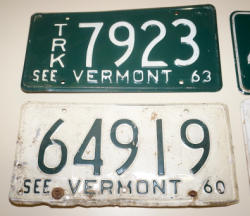 TRK 7923
SEE VERMONT 63
64919
SEE VERMONT 60